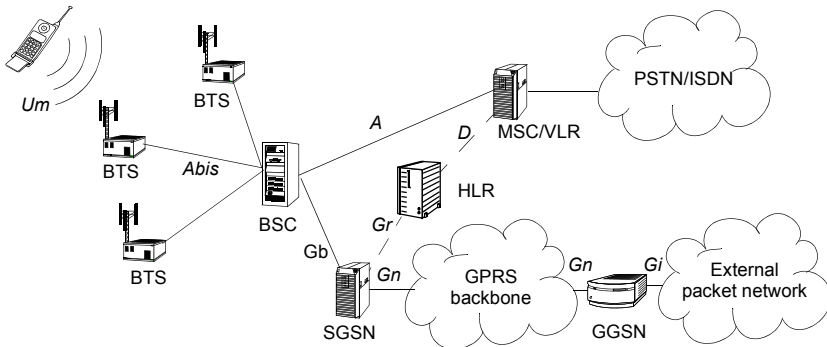 Um
BTS
BTS
Abis
BTS
BSC
A
D
MSC/VLR
PSTN/ISDN
HLR
Gr
Gb
Gn
SGSN
GPRS
backbone
Gn
GGSN
Gi
External
packet network